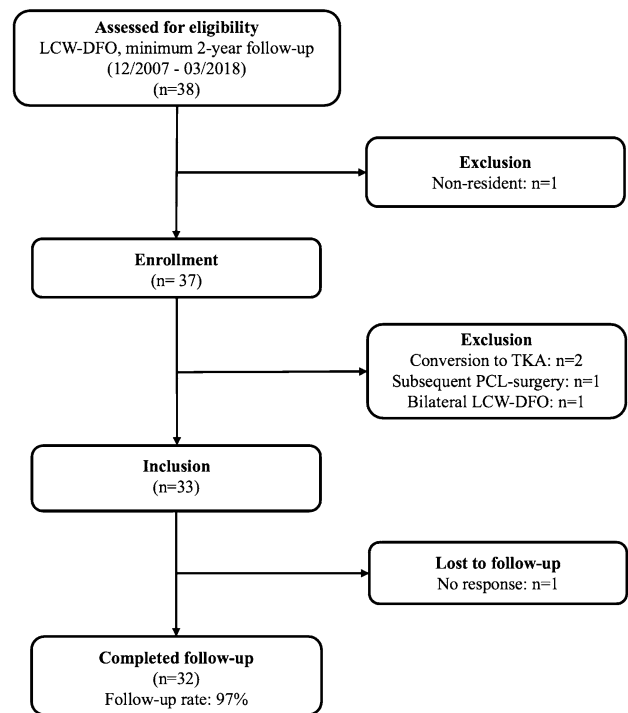 Assessed for eligibility
LCW-DFO, minimum 2-year follow-up
(12/2007 - 03/2018)
(n=38)
Exclusion
Non-resident: n=1
Enrollment
(n= 37)
Exclusion
Conversion to TKA: n=2
Subsequent PCL-surgery: n=1
Bilateral LCW-DFO: n=1
Inclusion
(n=33)
Lost to follow-up
No response: n=1
Completed follow-up
(n=32)
Follow-up rate: 97%